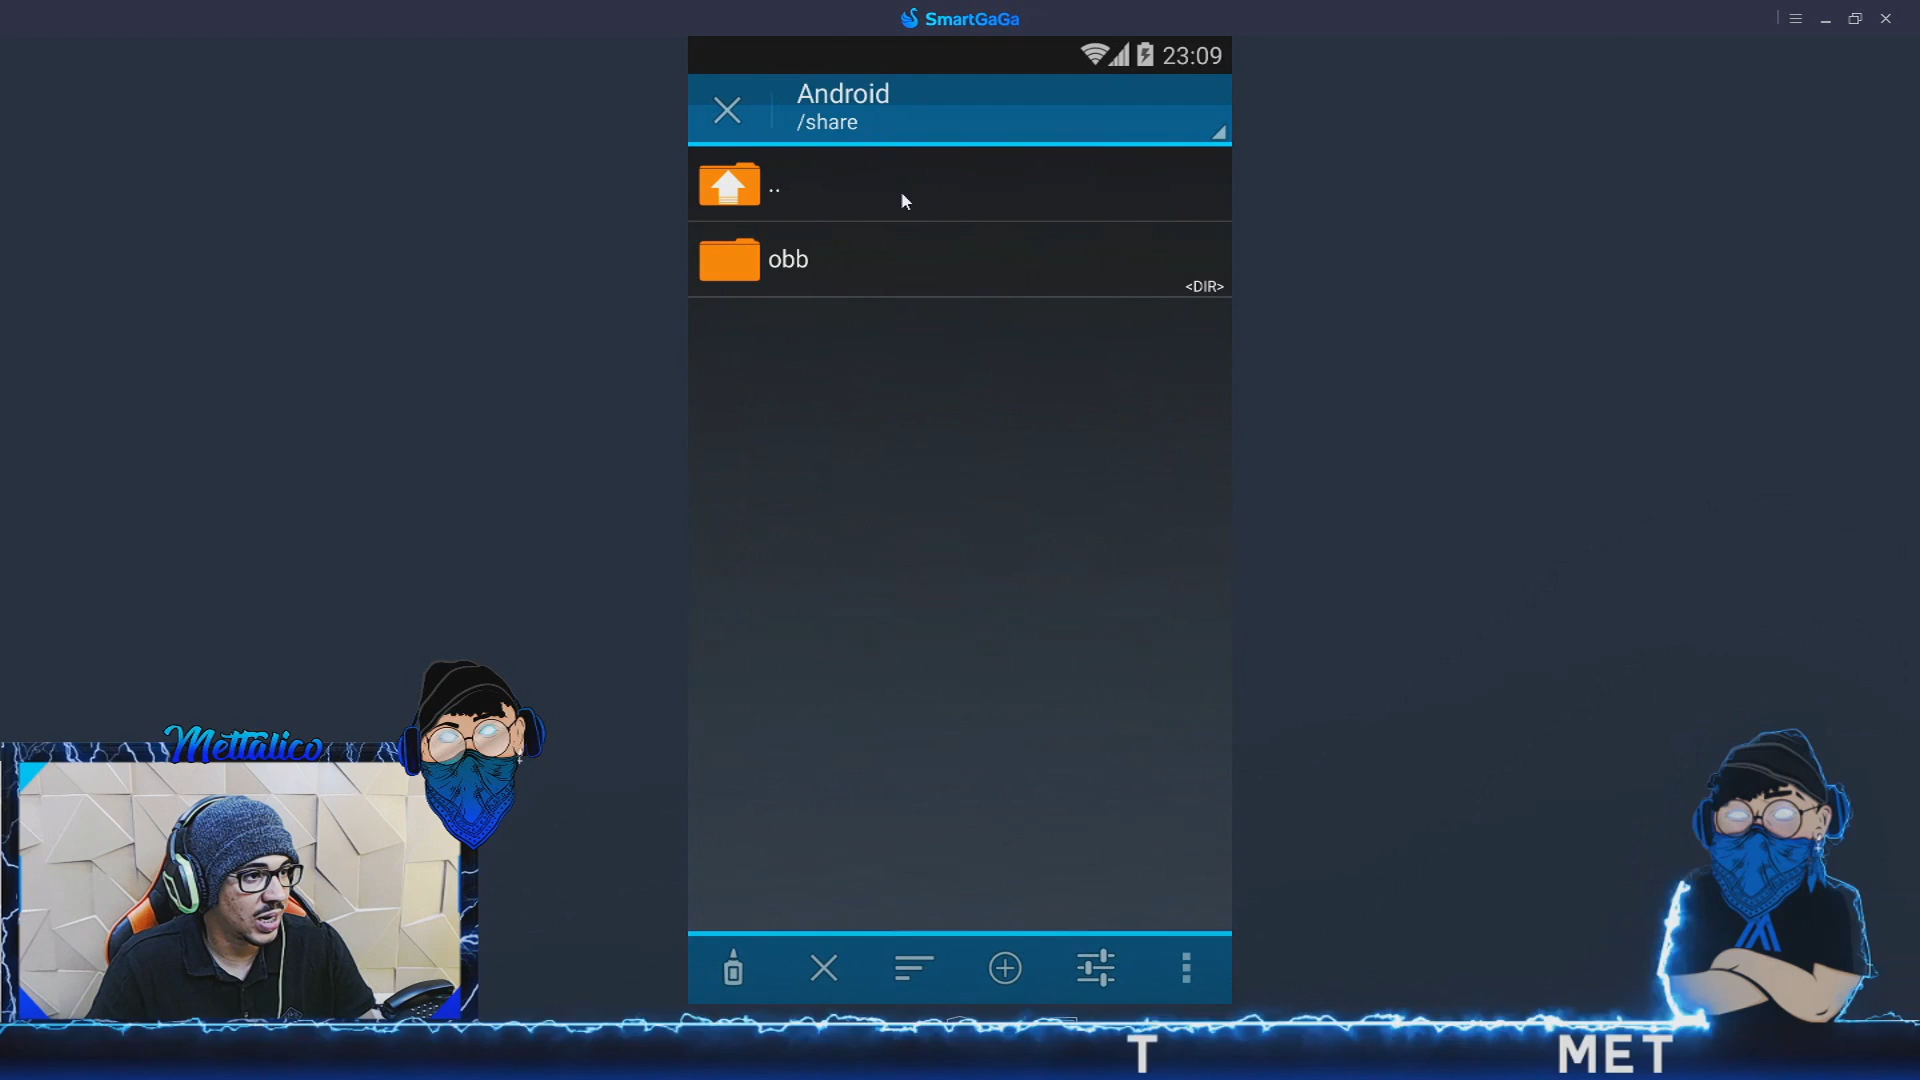 SmartGaGa
23:09
Android
/share
..
obb
<DIR>
Mettalico
T
MET